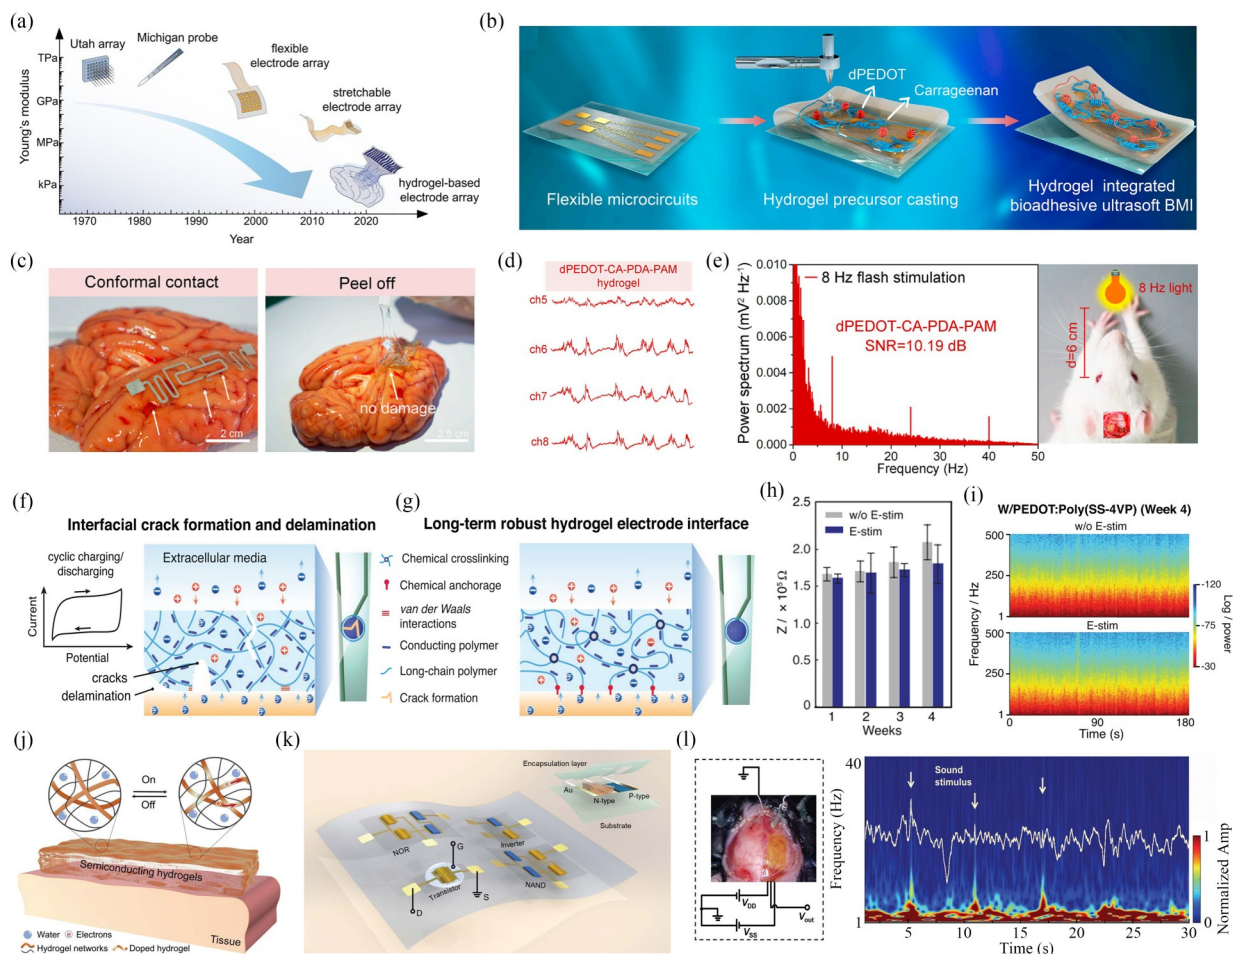 (a)
Young's modulus
TPa
GPa
MPa
kPa
Utah array
Michigan probe
flexible
electrode array
stretchable
electrode array
hydrogel-based
electrode array
1970
1980
1990
2000
2010
2020
Year
(b)
dPEDOT
Carrageenan
Flexible microcircuits
Hydrogel precursor casting
Hydrogel integrated
bioadhesive ultrasoft BMI
(c)
Conformal contact
2 cm
Peel off
no damage
2.5 cm
(d)
dPEDOT-CA-PDA-PAM
hydrogel
ch5
ch6
ch7
ch8
(e)
Power spectrum (mV² Hz⁻¹)
0.010
0.008
0.006
0.004
0.002
0.000
8 Hz flash stimulation
dPEDOT-CA-PDA-PAM
SNR=10.19 dB
0
10
20
30
40
50
Frequency (Hz)
8 Hz light
d=6 cm
(f)
Interfacial crack formation and delamination
cyclic charging/
discharging
Current
Potential
Extracellular media
cracks
delamination
(g)
Long-term robust hydrogel electrode interface
Chemical crosslinking
Chemical anchorage
van der Waals
interactions
Conducting polymer
Long-chain polymer
Crack formation
(h)
Z / × 10⁵ Ω
2.5
2.0
1.5
1.0
0.5
0
w/o E-stim
E-stim
1
2
3
4
Weeks
(i)
W/PEDOT:Poly(SS-4VP) (Week 4)
w/o E-stim
500
250
1
E-stim
500
250
1
Frequency / Hz
0
90
180
Time (s)
-120
-75
-30
Log / power
(j)
On
Off
Semiconducting hydrogels
Tissue
Water
Electrons
Hydrogel networks
Doped hydrogel
(k)
Encapsulation layer
Au
N-type
P-type
Substrate
NOR
Inverter
G
Transistor
NAND
D
S
(l)
VDD
VSS
Vout
Frequency (Hz)
40
1
Sound
stimulus
5
10
15
20
25
30
Time (s)
1
0
Normalized Amp